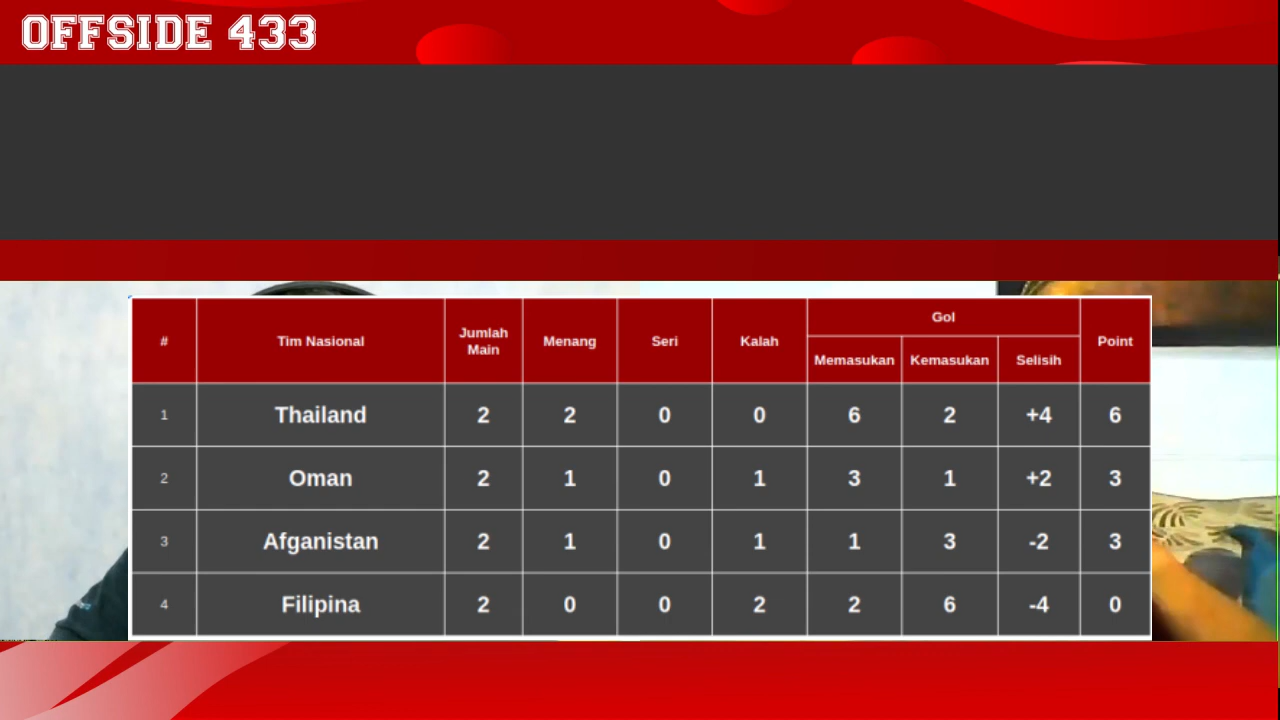 OFFSIDE 433
# Tim Nasional Jumlah Main Menang Seri Kalah Gol Point
Memasukan Kemasukan Selisih
1 Thailand 2 2 0 0 6 2 +4 6
2 Oman 2 1 0 1 3 1 +2 3
3 Afganistan 2 1 0 1 1 3 -2 3
4 Filipina 2 0 0 2 2 6 -4 0